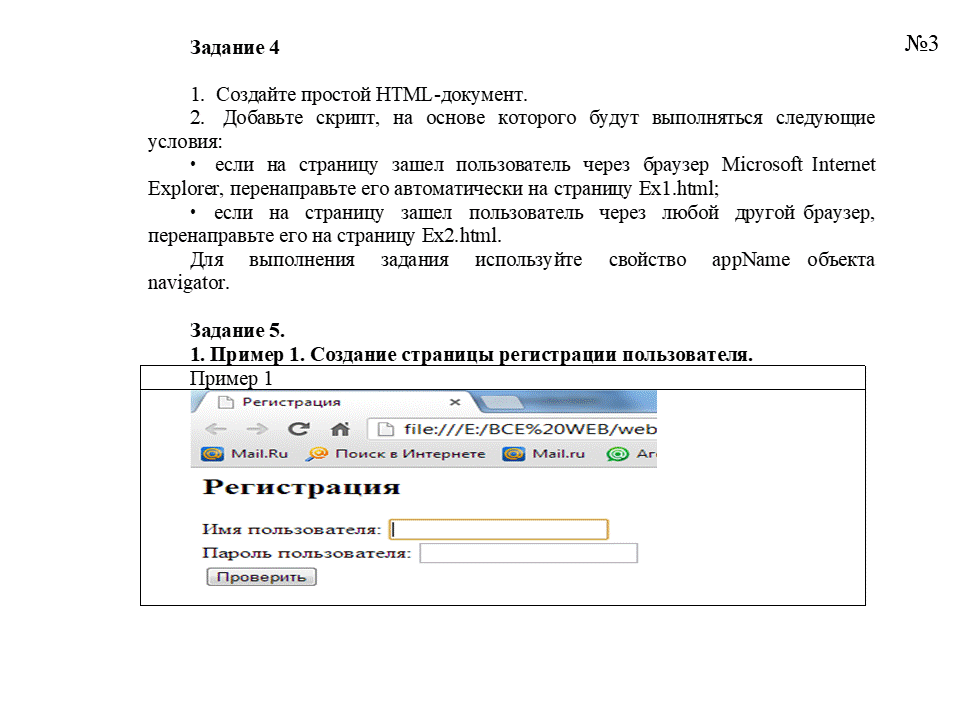 №3
Задание 4
1. Создайте простой HTML-документ.
2. Добавьте скрипт, на основе которого будут выполняться следующие
условия:
• если на страницу зашел пользователь через браузер Microsoft Internet
Explorer, перенаправьте его автоматически на страницу Ex1.html;
• если на страницу зашел пользователь через любой другой браузер,
перенаправьте его на страницу Ex2.html.
Для выполнения задания используйте свойство appName объекта
navigator.
Задание 5.
1. Пример 1. Создание страницы регистрации пользователя.
Пример 1
Регистрация
file:///E:/ВСЕ%20WEB/web
Mail.Ru Поиск в Интернете Mail.ru Аг
Регистрация
Имя пользователя:
Пароль пользователя:
Проверить